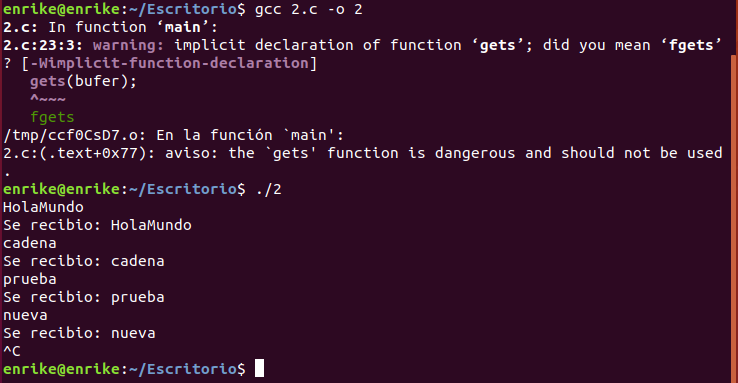 enrike@enrike:~/Escritorio$ gcc 2.c -o 2
2.c: In function ‘main’:
2.c:23:3: warning: implicit declaration of function ‘gets’; did you mean ‘fgets’
? [-Wimplicit-function-declaration]
   gets(bufer);
   ^~~~
   fgets
/tmp/ccf0CsD7.o: En la función `main':
2.c:(.text+0x77): aviso: the `gets' function is dangerous and should not be used
.
enrike@enrike:~/Escritorio$ ./2
HolaMundo
Se recibio: HolaMundo
cadena
Se recibio: cadena
prueba
Se recibio: prueba
nueva
Se recibio: nueva
^C
enrike@enrike:~/Escritorio$